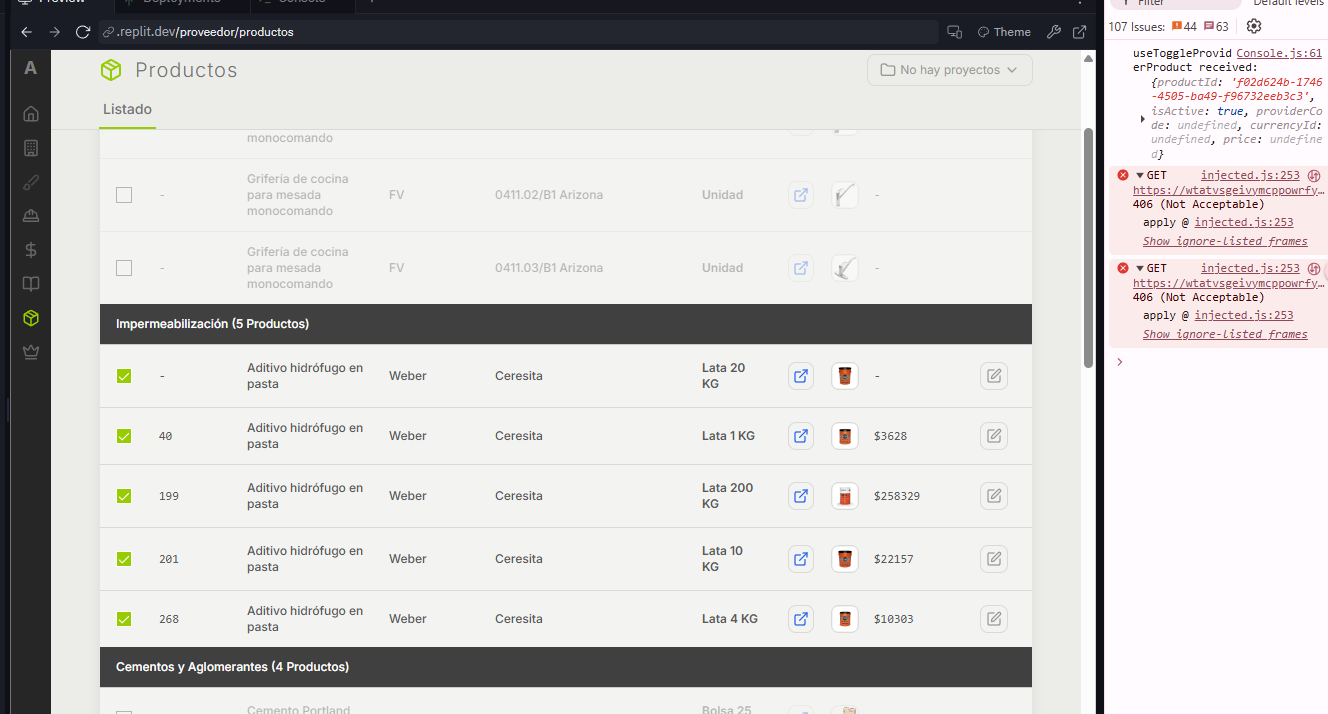 Preview
Deployments
Console
.replit.dev/proveedor/productos
Theme
A
Productos
No hay proyectos
Listado
monocomando
-
Grifería de cocina
para mesada
monocomando
FV
0411.02/B1 Arizona
Unidad
-
-
Grifería de cocina
para mesada
monocomando
FV
0411.03/B1 Arizona
Unidad
-
Impermeabilización (5 Productos)
-
Aditivo hidrófugo en
pasta
Weber
Ceresita
Lata 20
KG
-
40
Aditivo hidrófugo en
pasta
Weber
Ceresita
Lata 1 KG
$3628
199
Aditivo hidrófugo en
pasta
Weber
Ceresita
Lata 200
KG
$258329
201
Aditivo hidrófugo en
pasta
Weber
Ceresita
Lata 10
KG
$22157
268
Aditivo hidrófugo en
pasta
Weber
Ceresita
Lata 4 KG
$10303
Cementos y Aglomerantes (4 Productos)
Cemento Portland
Bolsa 25
Filter
Default levels
107 Issues: 44 63
useToggleProvid Console.js:61
erProduct received:
{productId: 'f02d624b-1746
-4505-ba49-f96732eeb3c3',
isActive: true, providerCo
de: undefined, currencyId:
undefined, price: undefine
d}
GET injected.js:253
https://wtatvsgeivymcppowrfy…
406 (Not Acceptable)
apply @ injected.js:253
Show ignore-listed frames
GET injected.js:253
https://wtatvsgeivymcppowrfy…
406 (Not Acceptable)
apply @ injected.js:253
Show ignore-listed frames